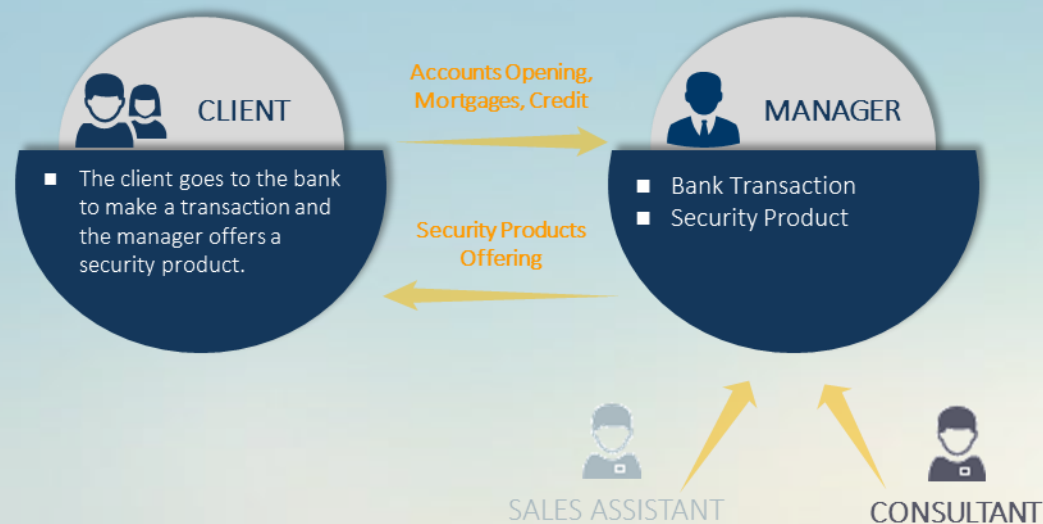 CLIENT
■ The client goes to the bank
to make a transaction and
the manager offers a
security product.
Accounts Opening,
Mortgages, Credit
Security Products
Offering
MANAGER
■ Bank Transaction
■ Security Product
SALES ASSISTANT
CONSULTANT